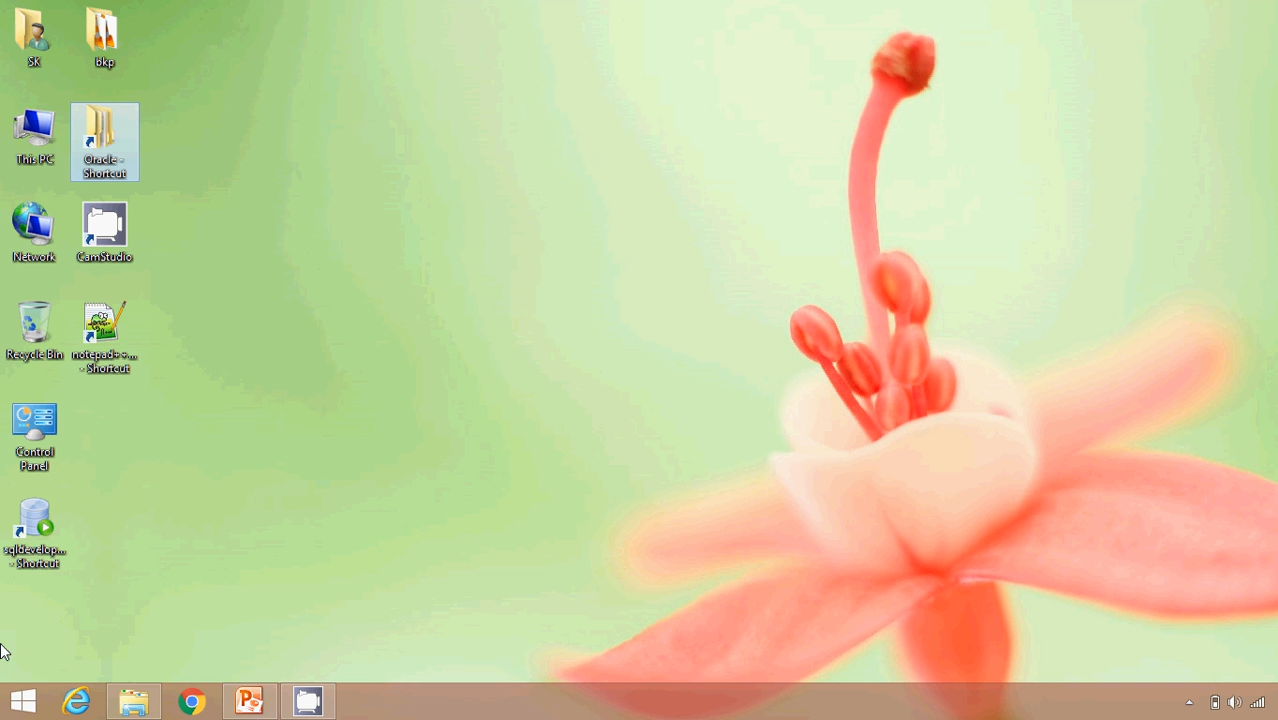 SK
bkp
This PC
Oracle -
Shortcut
Network
CamStudio
Recycle Bin
notepad++...
- Shortcut
Control
Panel
sqldevelop...
- Shortcut